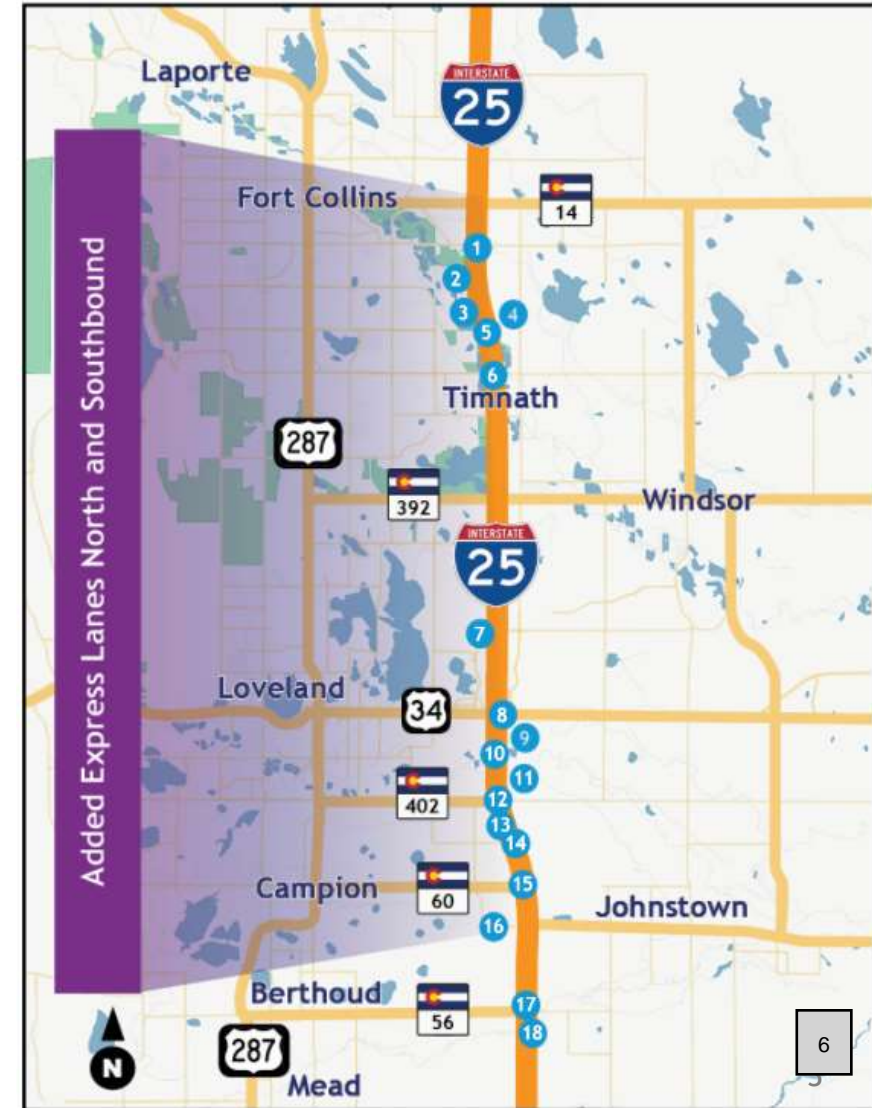 Laporte
INTERSTATE
25
Fort Collins
14
1
2
3
4
5
6
Timnath
287
392
Windsor
INTERSTATE
25
7
Loveland
34
8
9
10
11
402
12
13
14
Campion
60
15
Johnstown
16
Berthoud
56
17
18
287
Mead
N
6
Added Express Lanes North and Southbound